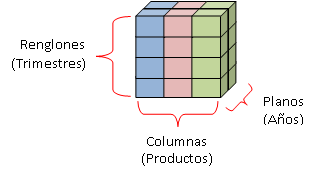 Renglones
(Trimestres)
Planos
(Años)
Columnas
(Productos)